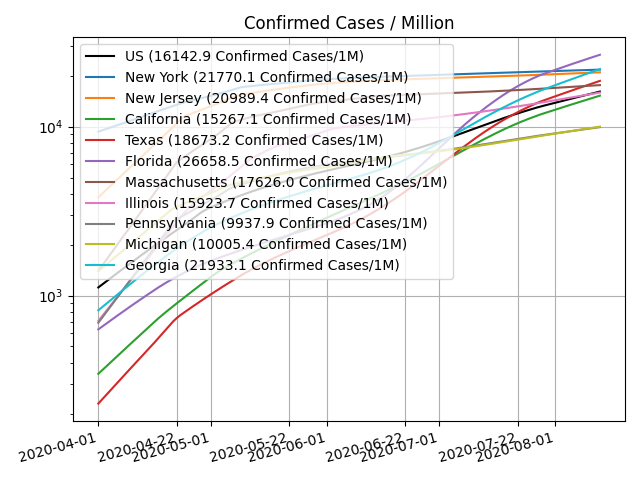 Confirmed Cases / Million
US (16142.9 Confirmed Cases/1M)
New York (21770.1 Confirmed Cases/1M)
New Jersey (20989.4 Confirmed Cases/1M)
California (15267.1 Confirmed Cases/1M)
Texas (18673.2 Confirmed Cases/1M)
Florida (26658.5 Confirmed Cases/1M)
Massachusetts (17626.0 Confirmed Cases/1M)
Illinois (15923.7 Confirmed Cases/1M)
Pennsylvania (9937.9 Confirmed Cases/1M)
Michigan (10005.4 Confirmed Cases/1M)
Georgia (21933.1 Confirmed Cases/1M)
10⁴
10³
2020-04-01
2020-04-22
2020-05-01
2020-05-22
2020-06-01
2020-06-22
2020-07-01
2020-07-22
2020-08-01